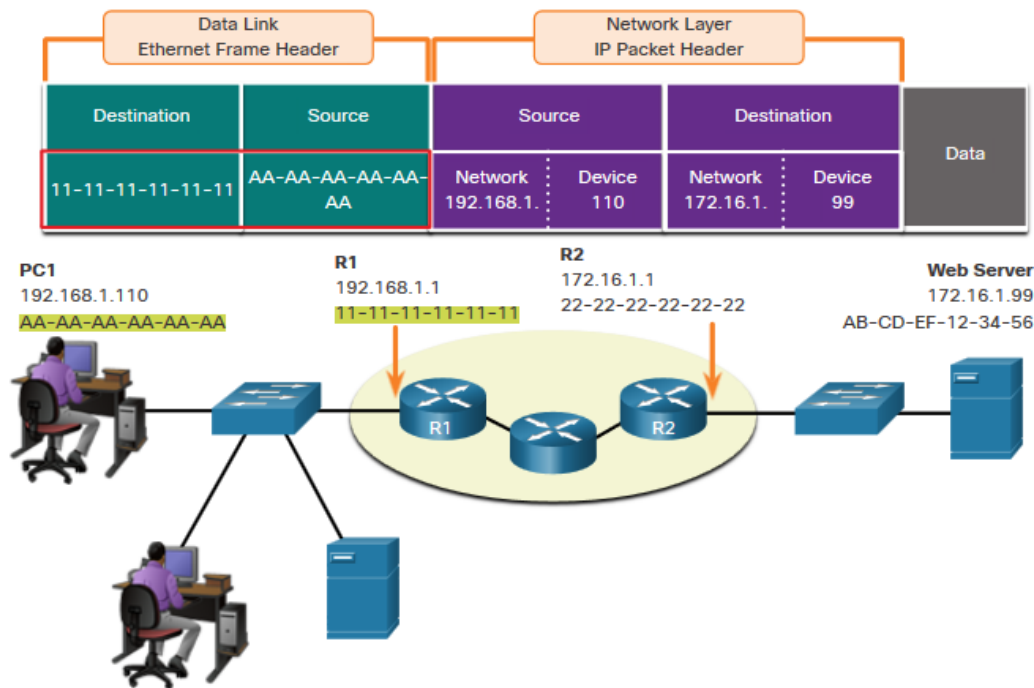 Data Link
Ethernet Frame Header
Network Layer
IP Packet Header
Destination
Source
Source
Destination
Data
11-11-11-11-11-11
AA-AA-AA-AA-AA-
AA
Network
192.168.1.
Device
110
Network
172.16.1.
Device
99
PC1
192.168.1.110
AA-AA-AA-AA-AA-AA
R1
192.168.1.1
11-11-11-11-11-11
R2
172.16.1.1
22-22-22-22-22-22
Web Server
172.16.1.99
AB-CD-EF-12-34-56
R1
R2